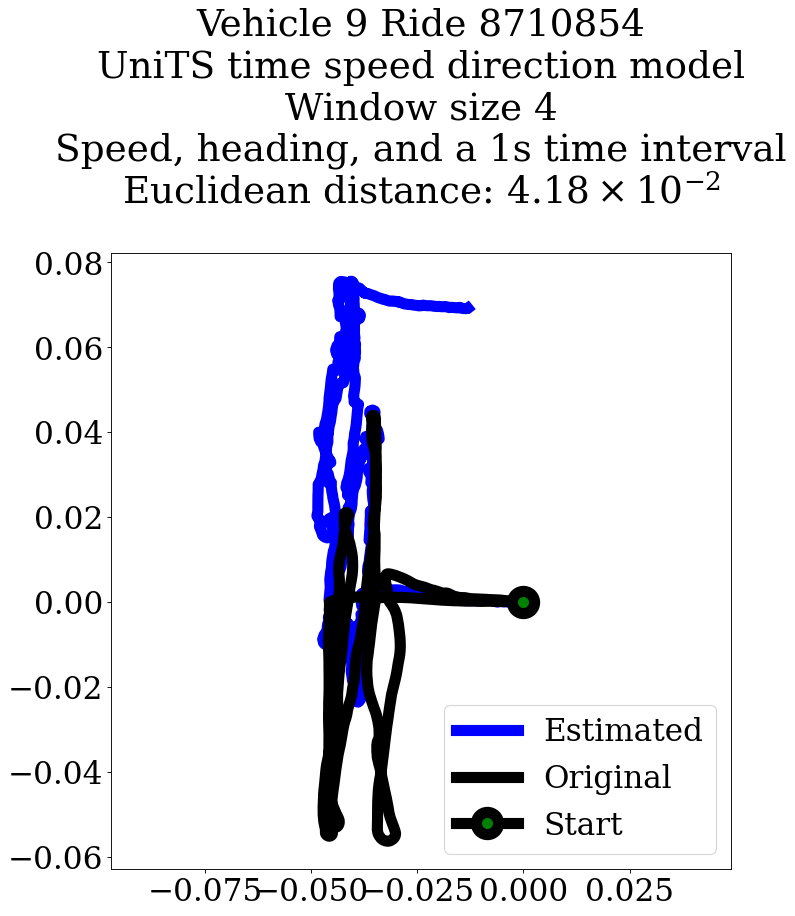 Vehicle 9 Ride 8710854
UniTS time speed direction model
Window size 4
Speed, heading, and a 1s time interval
Euclidean distance: 4.18 × 10⁻²
0.08
0.06
0.04
0.02
0.00
−0.02
−0.04
−0.06
Estimated
Original
Start
−0.075 −0.050 −0.025 0.000 0.025